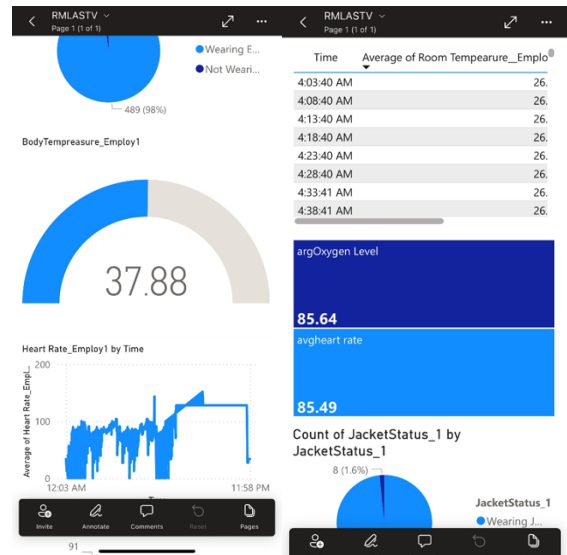 RMLASTV
Page 1 (1 of 1)
Wearing E...
Not Weari...
489 (98%)
BodyTempreasure_Employ1
37.88
Heart Rate_Employ1 by Time
Average of Heart Rate_Empl...
200
100
0
12:03 AM
11:58 PM
Invite
Annotate
Comments
Reset
Pages
91
RMLASTV
Page 1 (1 of 1)
Time Average of Room Tempearure__Emplo
4:03:40 AM 26.
4:08:40 AM 26.
4:13:40 AM 26.
4:18:40 AM 26.
4:23:40 AM 26.
4:28:40 AM 26.
4:33:41 AM 26.
4:38:41 AM 26.
argOxygen Level
85.64
avgheart rate
85.49
Count of JacketStatus_1 by
JacketStatus_1
8 (1.6%)
JacketStatus_1
Wearing J...